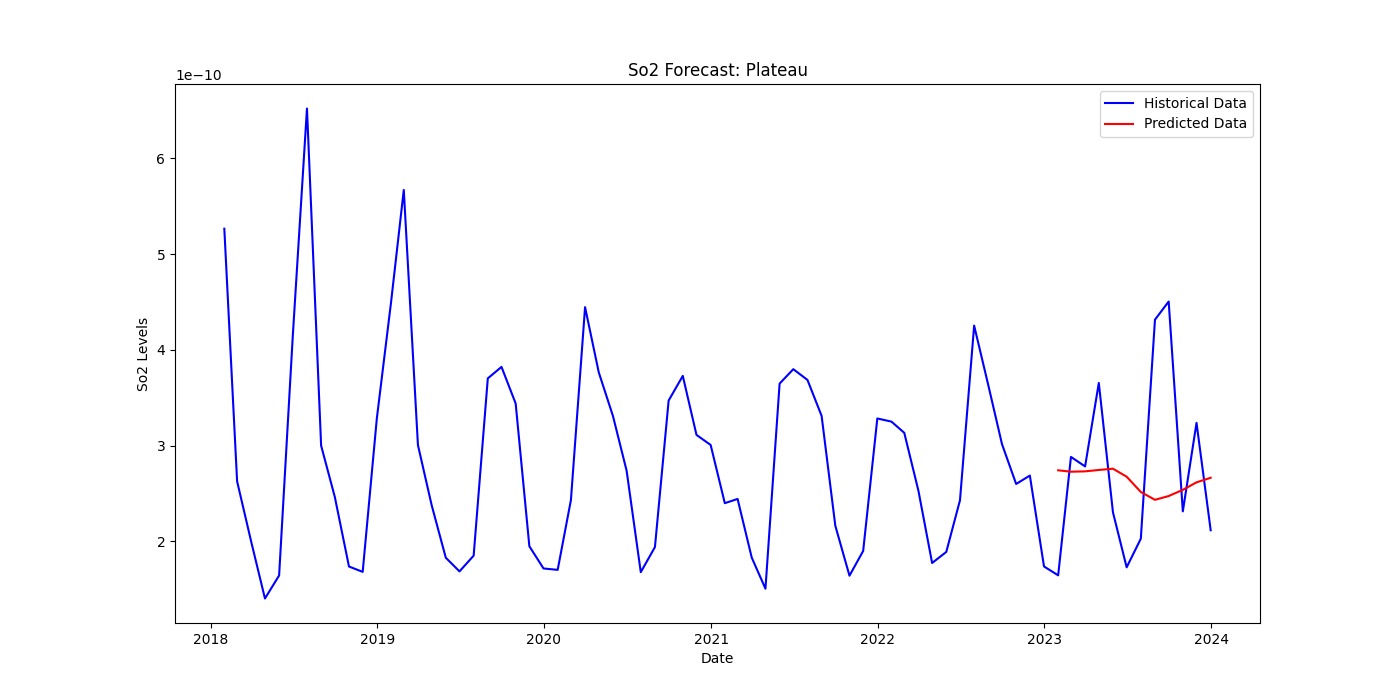 So2 Forecast: Plateau
1e−10
Historical Data
Predicted Data
6
5
4
3
2
So2 Levels
2018 2019 2020 2021 2022 2023 2024
Date